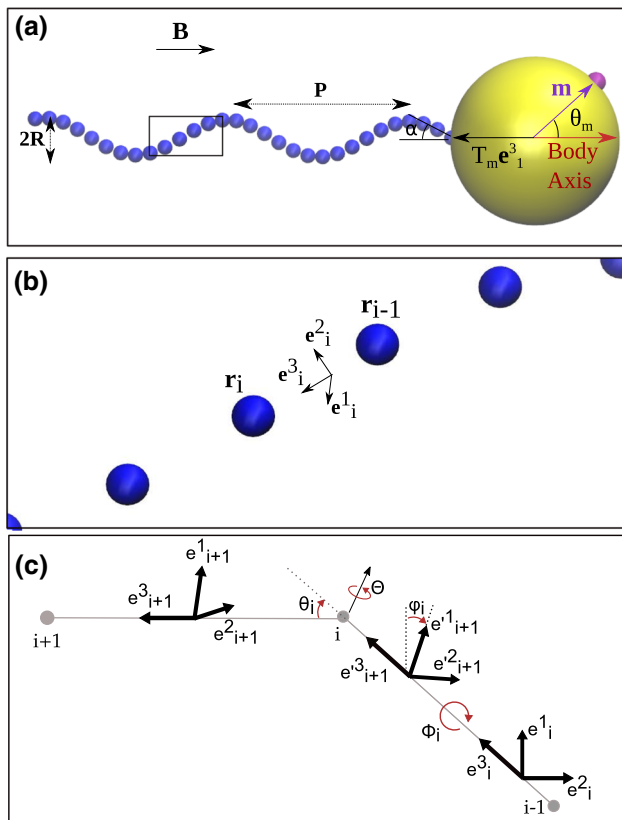 (a)
B
P
m
2R
α
θm
Tme³1
Body
Axis
(b)
ri-1
e²i
ri
e³i
e¹i
(c)
e¹i+1
e³i+1
θi
Θ
φi
e'¹i+1
i+1
e²i+1
i
e'³i+1
e'²i+1
Φi
e¹i
e³i
e²i
i-1